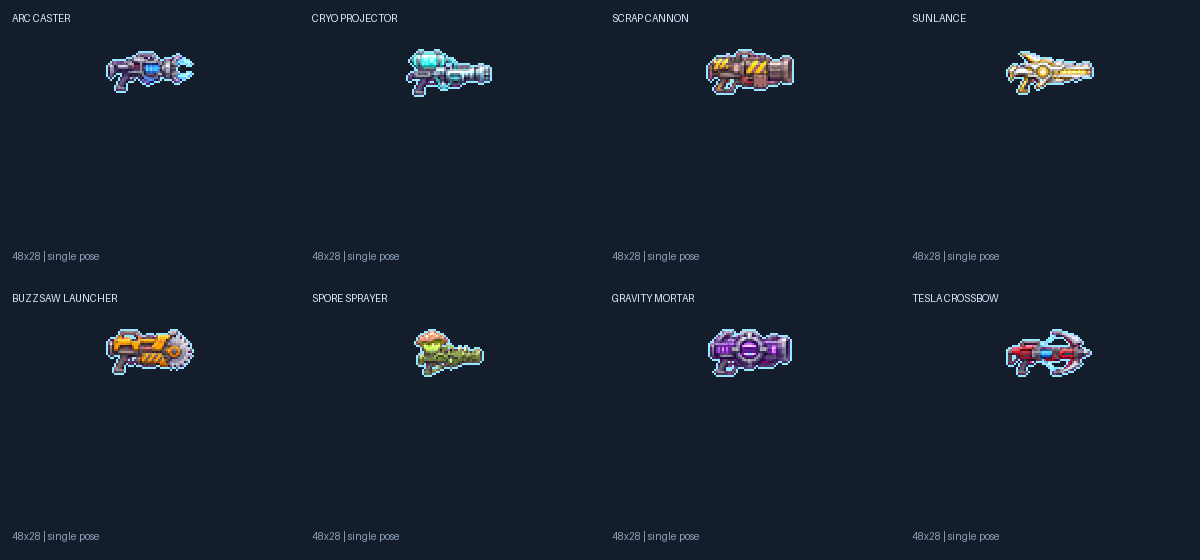 ARC CASTER
CRYO PROJECTOR
SCRAP CANNON
SUNLANCE
48x28 | single pose
48x28 | single pose
48x28 | single pose
48x28 | single pose
BUZZSAW LAUNCHER
SPORE SPRAYER
GRAVITY MORTAR
TESLA CROSSBOW
48x28 | single pose
48x28 | single pose
48x28 | single pose
48x28 | single pose